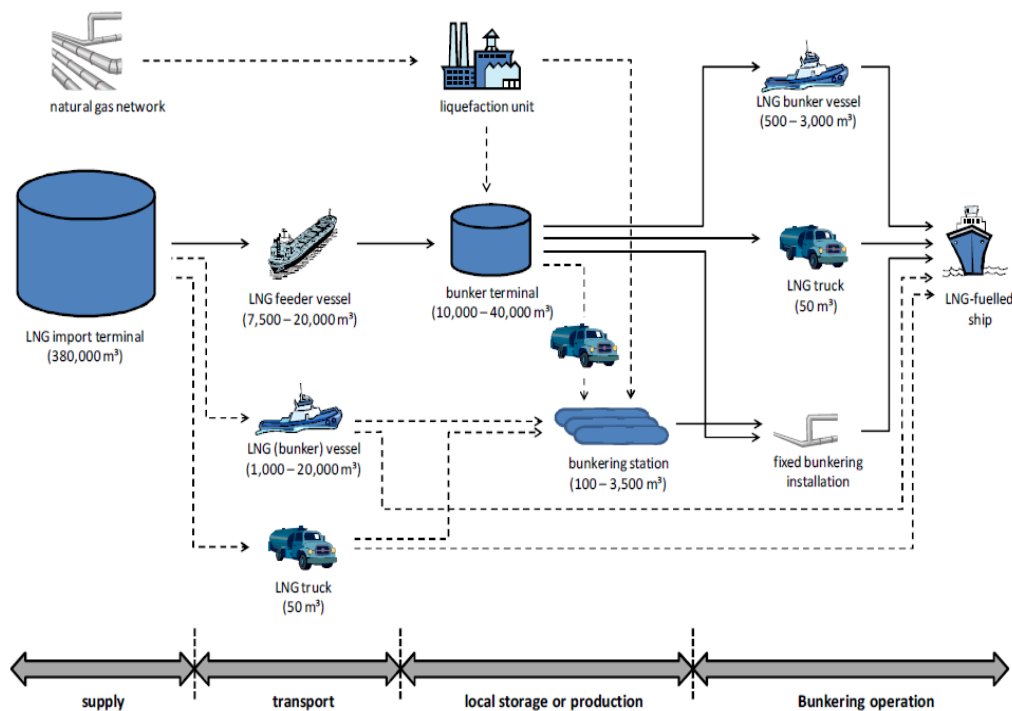 natural gas network
liquefaction unit
LNG bunker vessel
(500 – 3,000 m³)
LNG import terminal
(380,000 m³)
LNG feeder vessel
(7,500 – 20,000 m³)
bunker terminal
(10,000 – 40,000 m³)
LNG truck
(50 m³)
LNG-fuelled
ship
LNG (bunker) vessel
(1,000 – 20,000 m³)
bunkering station
(100 – 3,500 m³)
fixed bunkering
installation
LNG truck
(50 m³)
supply
transport
local storage or production
Bunkering operation